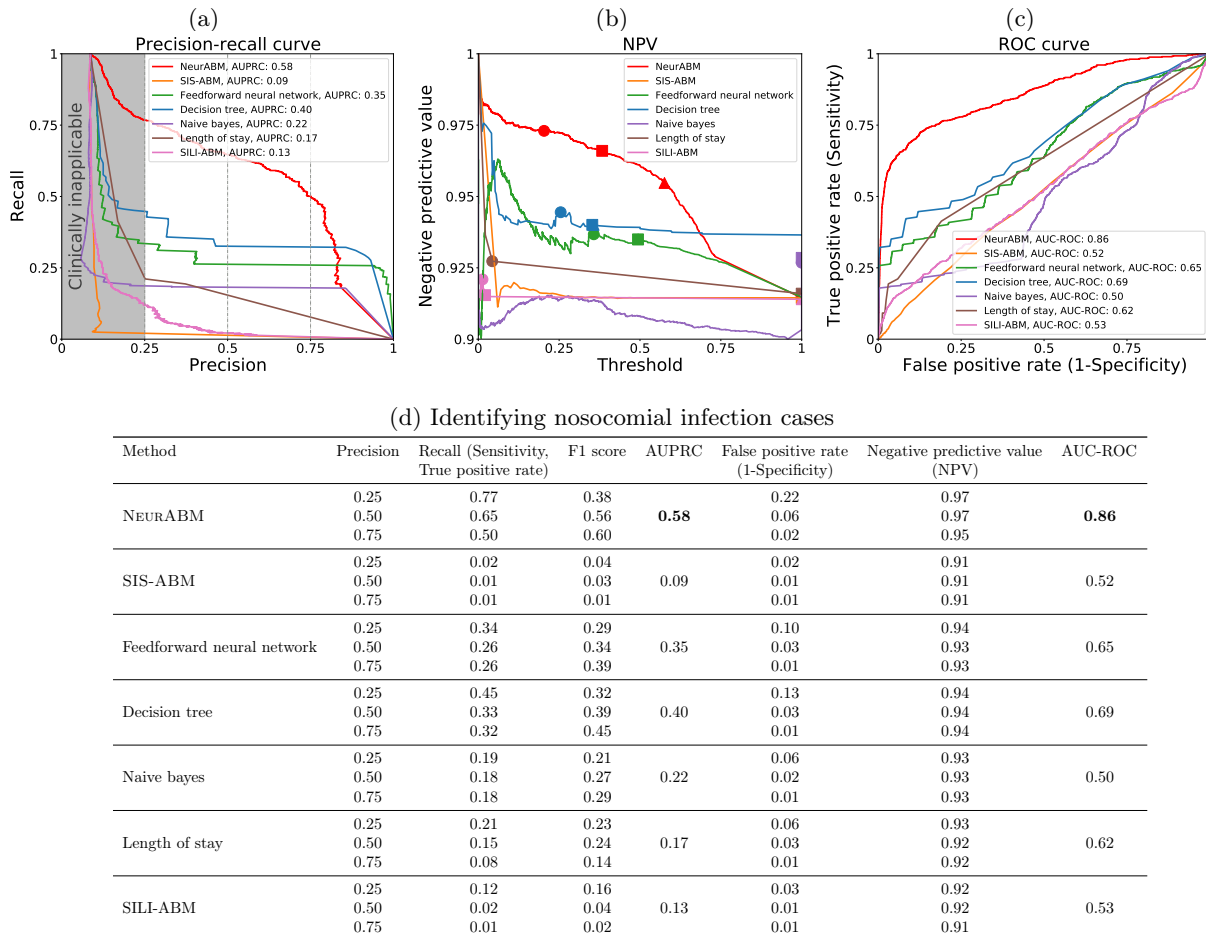 (a)
Precision-recall curve
1
0.75
0.5
0.25
0
Recall
Clinically inapplicable
NeurABM, AUPRC: 0.58
SIS-ABM, AUPRC: 0.09
Feedforward neural network, AUPRC: 0.35
Decision tree, AUPRC: 0.40
Naive bayes, AUPRC: 0.22
Length of stay, AUPRC: 0.17
SILI-ABM, AUPRC: 0.13
0 0.25 0.5 0.75 1
Precision
(b)
NPV
1
0.975
0.95
0.925
0.9
Negative predictive value
NeurABM
SIS-ABM
Feedforward neural network
Decision tree
Naive bayes
Length of stay
SILI-ABM
0 0.25 0.5 0.75 1
Threshold
(c)
ROC curve
1
0.75
0.5
0.25
0
True positive rate (Sensitivity)
NeurABM, AUC-ROC: 0.86
SIS-ABM, AUC-ROC: 0.52
Feedforward neural network, AUC-ROC: 0.65
Decision tree, AUC-ROC: 0.69
Naive bayes, AUC-ROC: 0.50
Length of stay, AUC-ROC: 0.62
SILI-ABM, AUC-ROC: 0.53
0 0.25 0.5 0.75
False positive rate (1-Specificity)
(d) Identifying nosocomial infection cases
Method Precision Recall (Sensitivity, F1 score AUPRC False positive rate Negative predictive value AUC-ROC
True positive rate) (1-Specificity) (NPV)
0.25 0.77 0.38 0.22 0.97
NEURABM 0.50 0.65 0.56 0.58 0.06 0.97 0.86
0.75 0.50 0.60 0.02 0.95
0.25 0.02 0.04 0.02 0.91
SIS-ABM 0.50 0.01 0.03 0.09 0.01 0.91 0.52
0.75 0.01 0.01 0.01 0.91
0.25 0.34 0.29 0.10 0.94
Feedforward neural network 0.50 0.26 0.34 0.35 0.03 0.93 0.65
0.75 0.26 0.39 0.01 0.93
0.25 0.45 0.32 0.13 0.94
Decision tree 0.50 0.33 0.39 0.40 0.03 0.94 0.69
0.75 0.32 0.45 0.01 0.94
0.25 0.19 0.21 0.06 0.93
Naive bayes 0.50 0.18 0.27 0.22 0.02 0.93 0.50
0.75 0.18 0.29 0.01 0.93
0.25 0.21 0.23 0.06 0.93
Length of stay 0.50 0.15 0.24 0.17 0.03 0.92 0.62
0.75 0.08 0.14 0.01 0.92
0.25 0.12 0.16 0.03 0.92
SILI-ABM 0.50 0.02 0.04 0.13 0.01 0.92 0.53
0.75 0.01 0.02 0.01 0.91